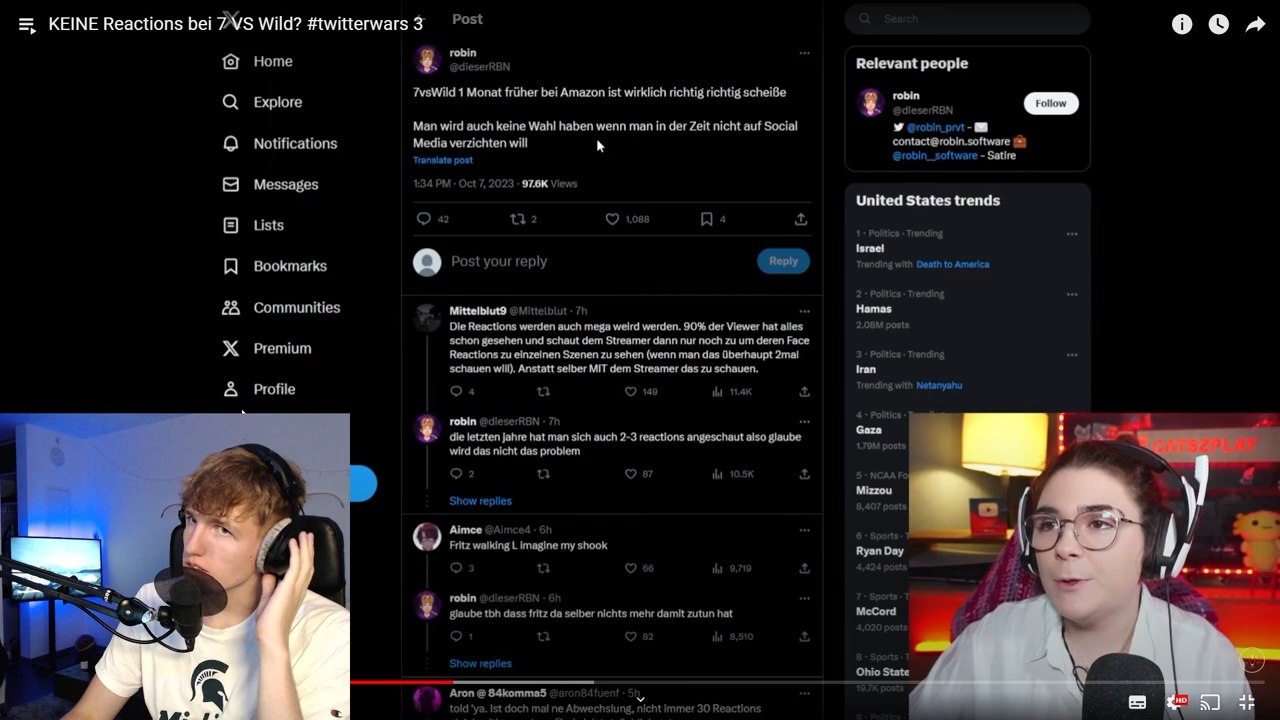 KEINE Reactions bei 7 VS Wild? #twitterwars 3
Home
Explore
Notifications
Messages
Lists
Bookmarks
Communities
Premium
Profile
Post
robin
@dieserRBN
7vsWild 1 Monat früher bei Amazon ist wirklich richtig richtig scheiße
Man wird auch keine Wahl haben wenn man in der Zeit nicht auf Social
Media verzichten will
Translate post
1:34 PM · Oct 7, 2023 · 97.6K Views
42 2 1,088 4
Post your reply
Reply
Mittelblut9 @Mittelblut · 7h
Die Reactions werden auch mega weird werden. 90% der Viewer hat alles
schon gesehen und schaut dem Streamer dann nur noch zu um deren Face
Reactions zu einzelnen Szenen zu sehen (wenn man das überhaupt 2mal
schauen will). Anstatt selber MIT dem Streamer das zu schauen.
4 149 11.4K
robin @dieserRBN · 7h
die letzten jahre hat man sich auch 2-3 reactions angeschaut also glaube
wird das nicht das problem
2 87 10.5K
Show replies
Aimce @Aimce4 · 6h
Fritz walking L imagine my shook
3 66 9,719
robin @dieserRBN · 6h
glaube tbh dass fritz da selber nichts mehr damit zutun hat
1 82 8,510
Show replies
Aron @ 84komma5 @aron84fuenf · 5h
told 'ya. Ist doch mal ne Abwechslung, nicht immer 30 Reactions
Search
Relevant people
robin
@dieserRBN
Follow
@robin_prvt -
contact@robin.software
@robin__software - Satire
United States trends
1 · Politics · Trending
Israel
Trending with Death to America
2 · Politics · Trending
Hamas
2.08M posts
3 · Politics · Trending
Iran
Trending with Netanyahu
4 · Politics · Trending
Gaza
1.79M posts
5 · NCAA Fo
Mizzou
8,407 posts
6 · Sports · T
Ryan Day
4,424 posts
7 · Sports · T
McCord
4,020 posts
8 · Sports · T
Ohio State
19.7K posts
CATSZPLAY
HD